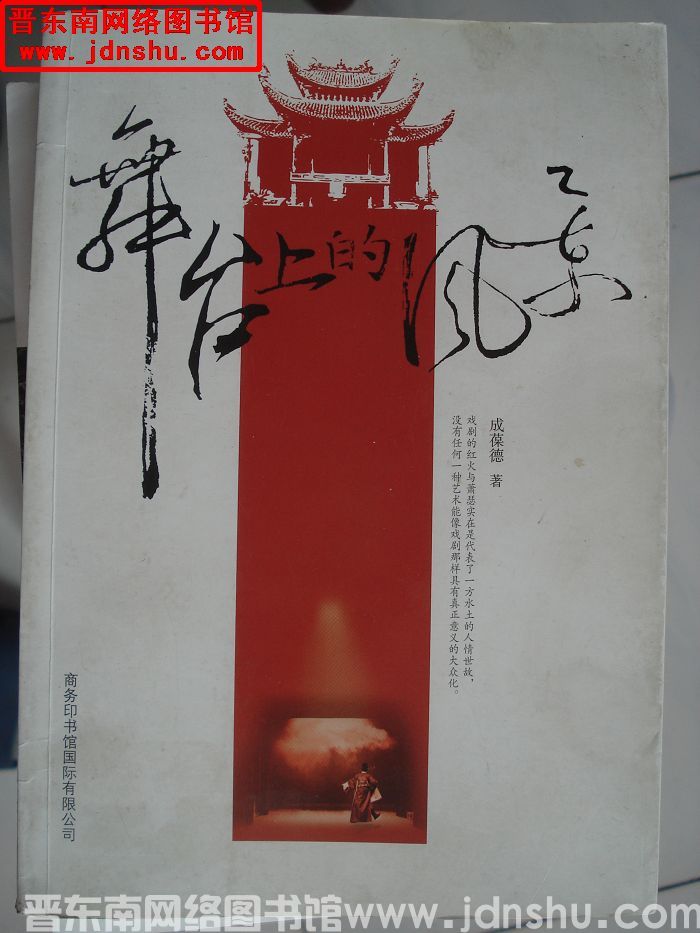 晋东南网络图书馆
www. jdnshu. com
舞台上的风景
成葆德 著
戏剧的红火与萧瑟实在是代表了一方水土的人情世故，
没有任何一种艺术能像戏剧那样具有真正意义的大众化。
商务印书馆国际有限公司
晋东南网络图书馆www.jdnshu.com